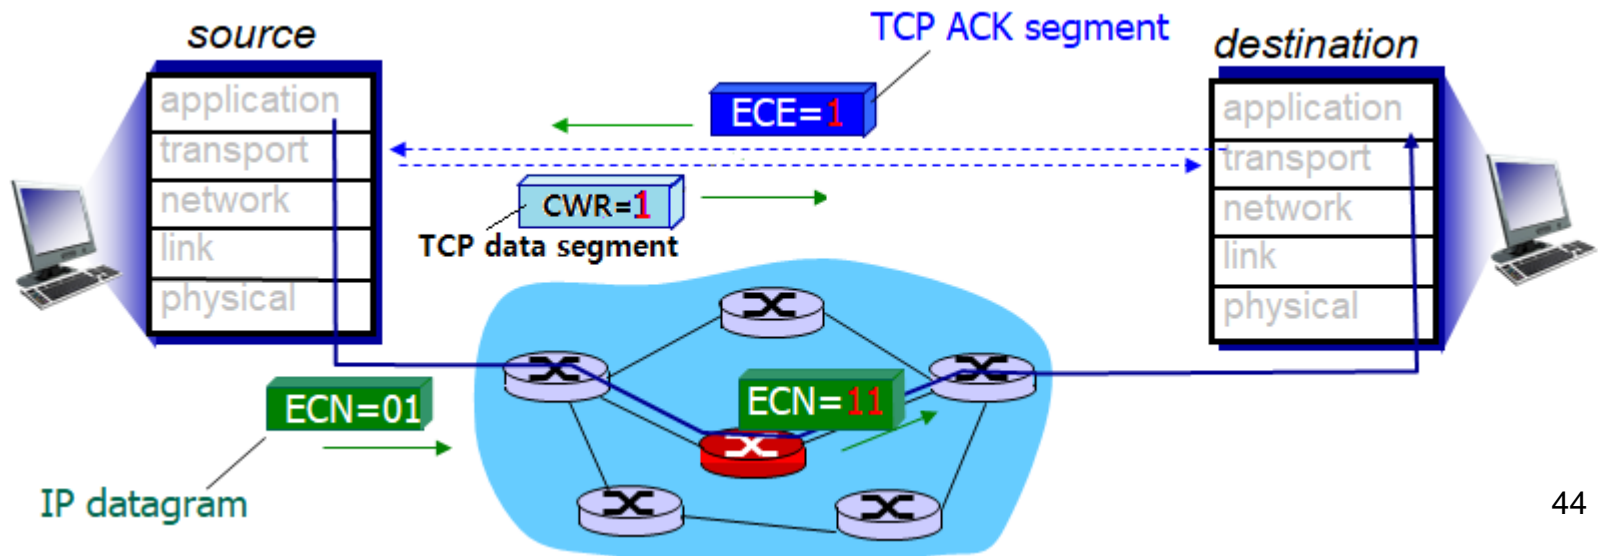 source
TCP ACK segment
destination
application
transport
network
link
physical
ECE=1
CWR=1
TCP data segment
application
transport
network
link
physical
ECN=01
ECN=11
IP datagram
44